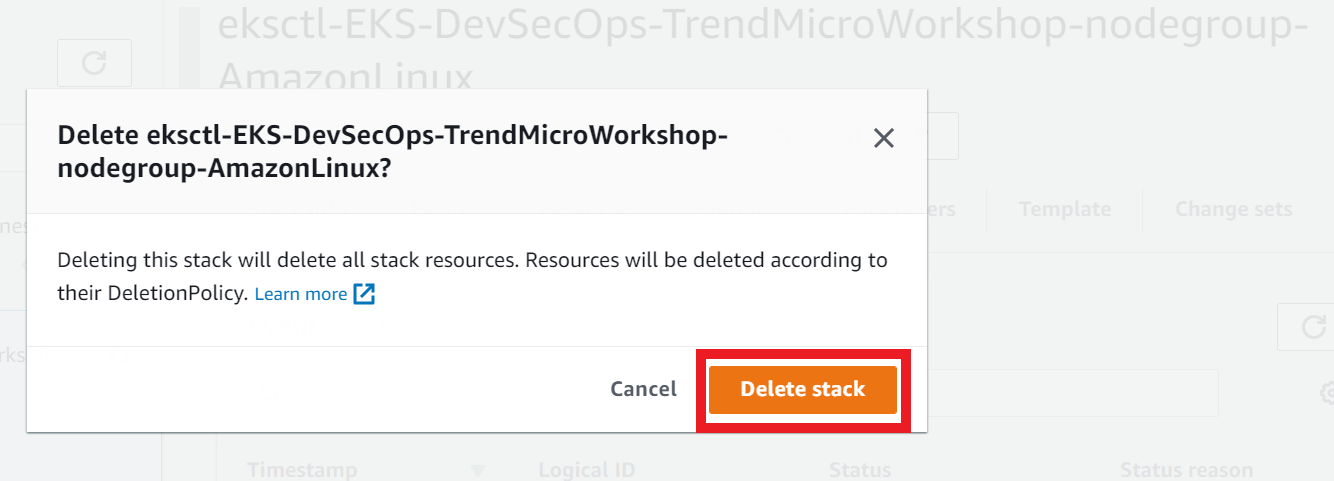 eksctl-EKS-DevSecOps-TrendMicroWorkshop-nodegroup-
AmazonLinux
Delete eksctl-EKS-DevSecOps-TrendMicroWorkshop-
nodegroup-AmazonLinux?
Template Change sets
Deleting this stack will delete all stack resources. Resources will be deleted according to
their DeletionPolicy. Learn more
Cancel Delete stack
Timestamp Logical ID Status Status reason